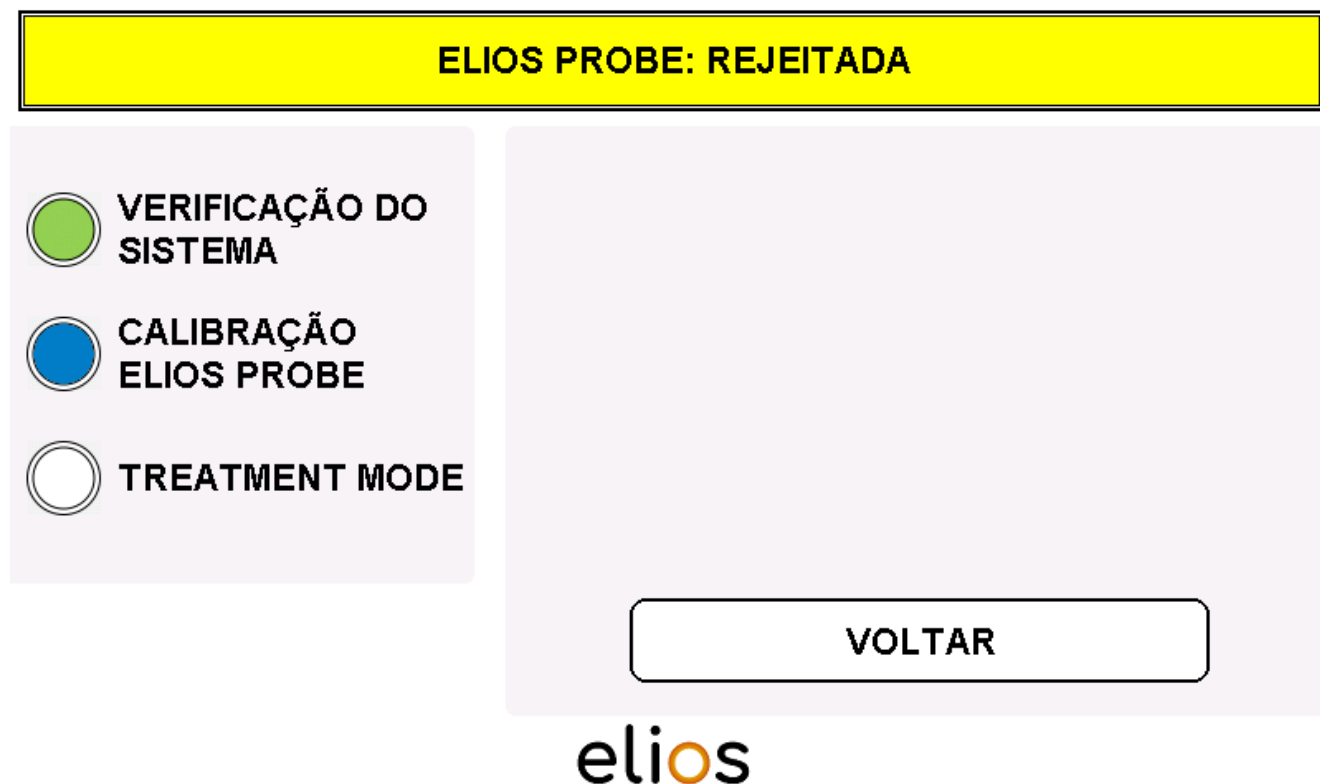 ELIOS PROBE: REJEITADA
VERIFICAÇÃO DO
SISTEMA
CALIBRAÇÃO
ELIOS PROBE
TREATMENT MODE
VOLTAR
elios